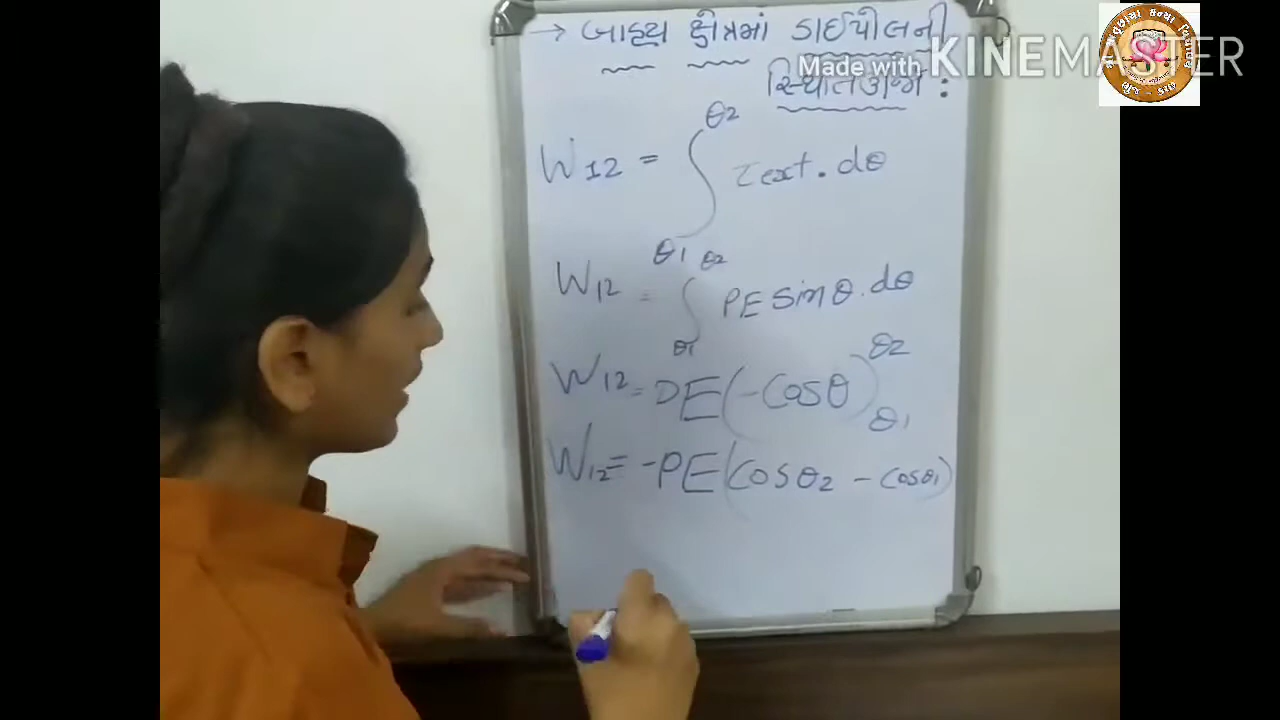 → બાહ્ય ક્ષેત્રમાં ડાઈપોલની
Made with KINEMASTER
સ્થિતિઊર્જા :
W12 = ∫θ1θ2 τext . dθ
W12 = ∫θ1θ2 PE Sinθ . dθ
W12 = PE (-Cosθ)θ1θ2
W12 = -PE (Cosθ2 - Cosθ1)